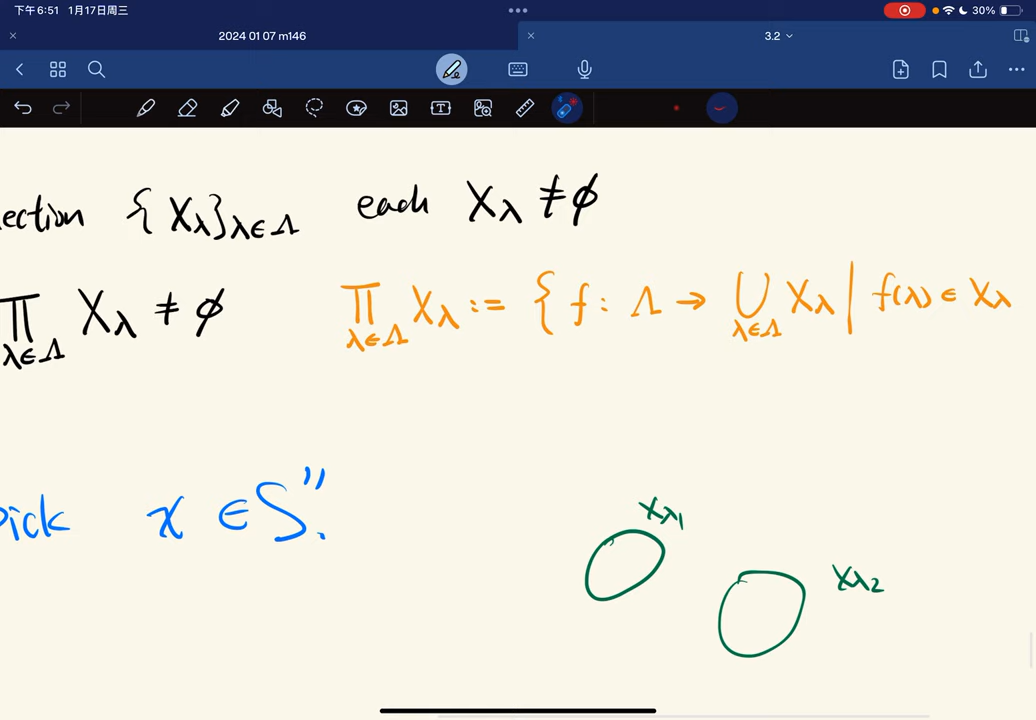 下午6:51 1月17日周三 30%
2024 01 07 m146 3.2
ection {Xλ}λ∈Λ each Xλ ≠ ϕ
∏λ∈Λ Xλ ≠ ϕ ∏λ∈Λ Xλ := { f : Λ → ∪λ∈Λ Xλ | f(λ) ∈ Xλ
ick x ∈ S."
Xλ1
Xλ2